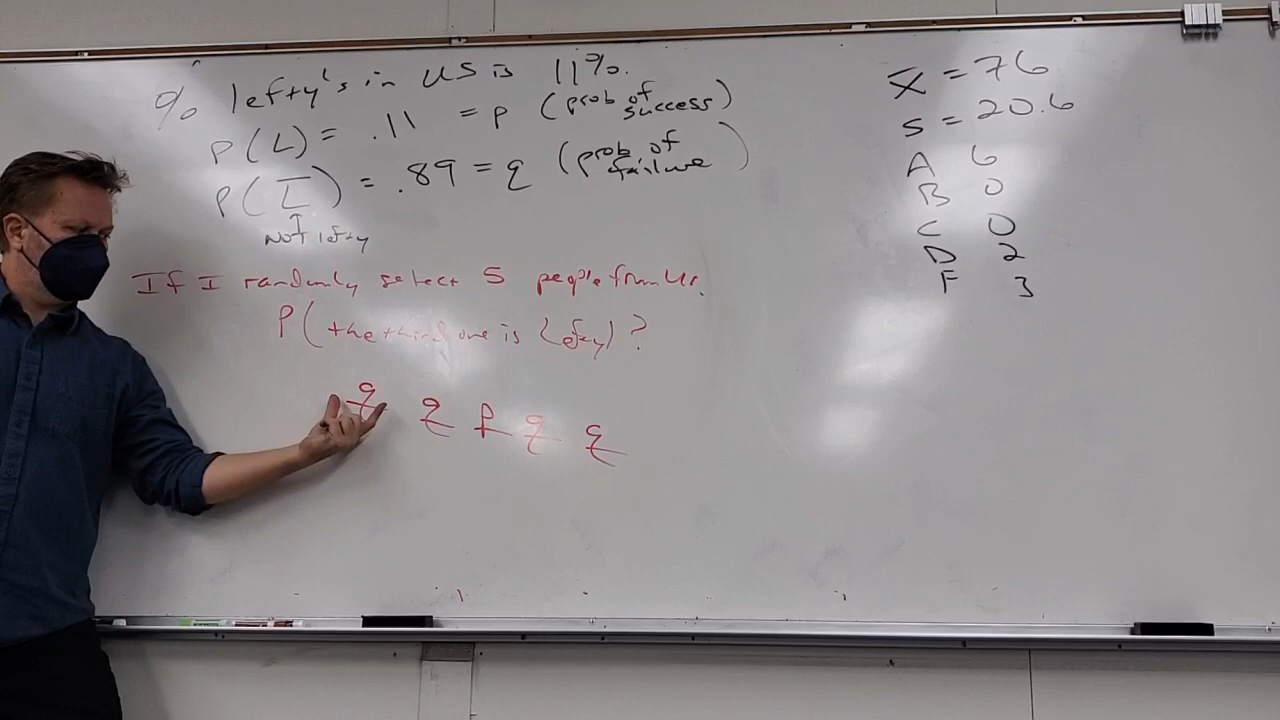 % lefty's in US is 11%.
P(L) = .11 = p (prob of success)
P(L̅) = .89 = q (prob of failure)
Not lefty
If I randomly select 5 people from US.
P(the third one is Lefty)?
q q p q q
x̅ = 76
s = 20.6
A 6
B 0
C 0
D 2
F 3